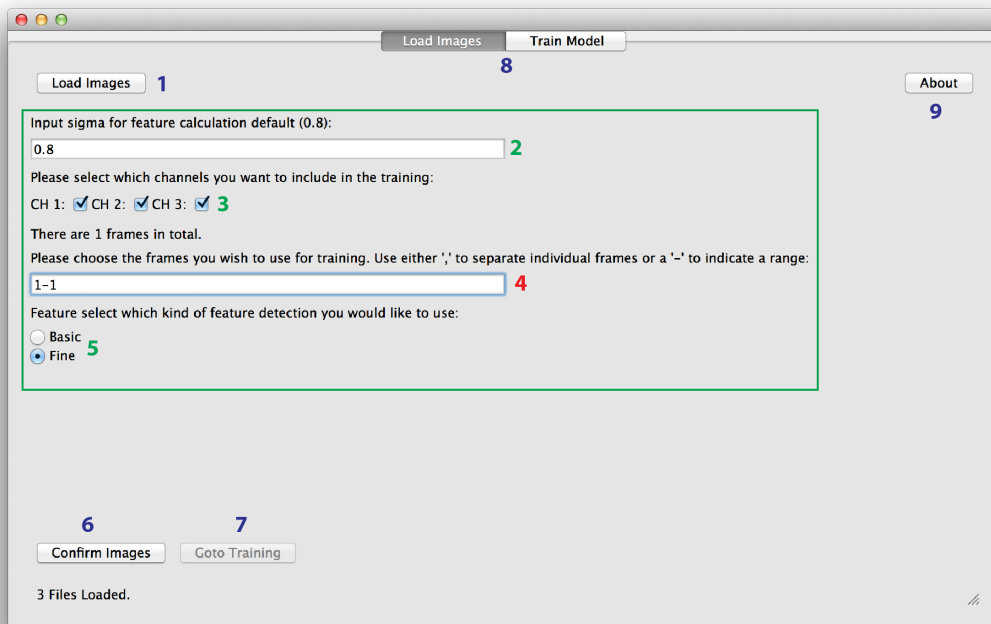 Load Images Train Model
8
Load Images 1 About
9
Input sigma for feature calculation default (0.8):
0.8 2
Please select which channels you want to include in the training:
CH 1: CH 2: CH 3: 3
There are 1 frames in total.
Please choose the frames you wish to use for training. Use either ',' to separate individual frames or a '-' to indicate a range:
1-1 4
Feature select which kind of feature detection you would like to use:
Basic
5
Fine
6 7
Confirm Images Goto Training
3 Files Loaded.